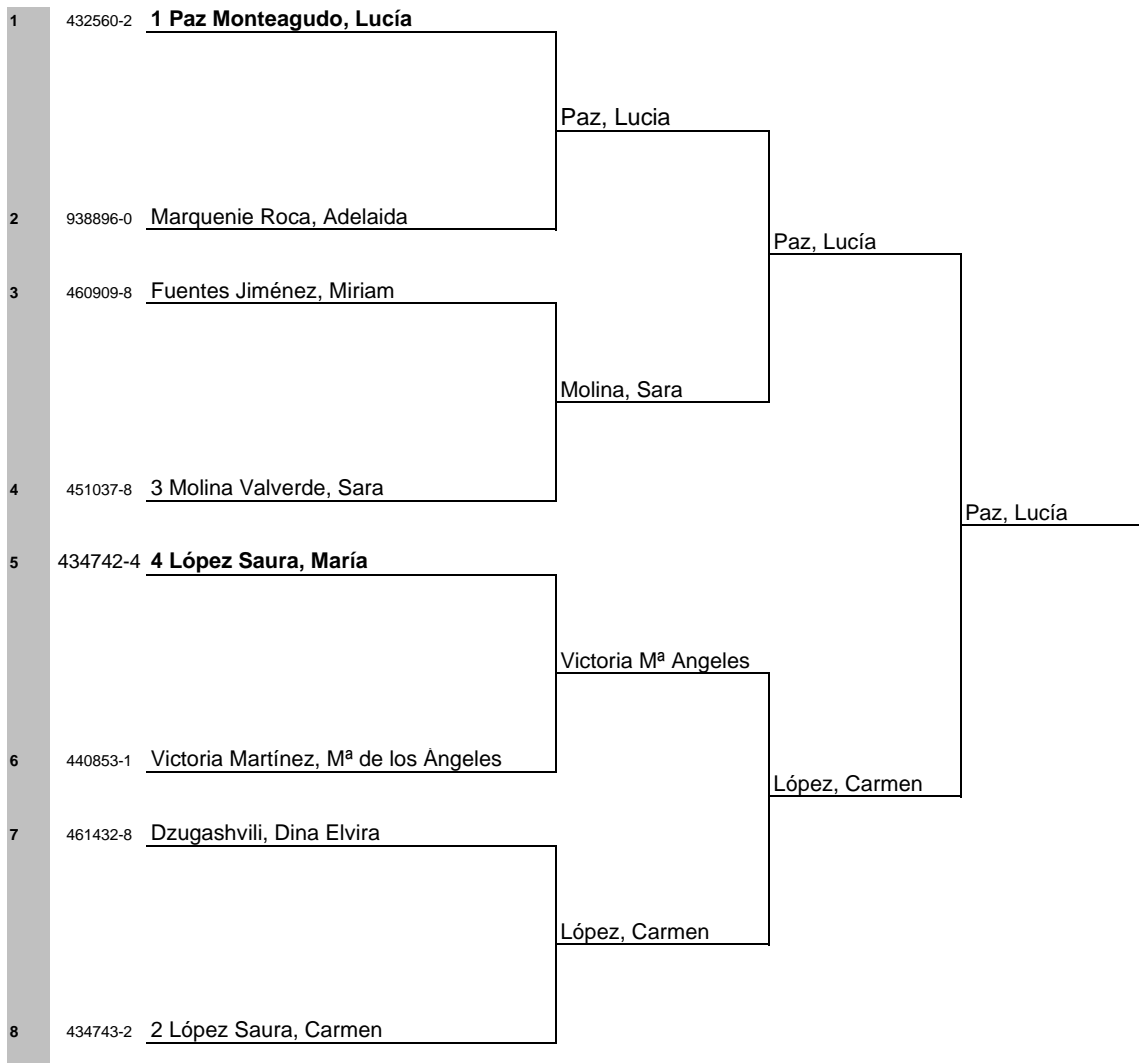 1 432560-2 1 Paz Monteagudo, Lucía
Paz, Lucia
2 938896-0 Marquenie Roca, Adelaida
Paz, Lucía
3 460909-8 Fuentes Jiménez, Miriam
Molina, Sara
4 451037-8 3 Molina Valverde, Sara
Paz, Lucía
5 434742-4 4 López Saura, María
Victoria Mª Angeles
6 440853-1 Victoria Martínez, Mª de los Ángeles
López, Carmen
7 461432-8 Dzugashvili, Dina Elvira
López, Carmen
8 434743-2 2 López Saura, Carmen